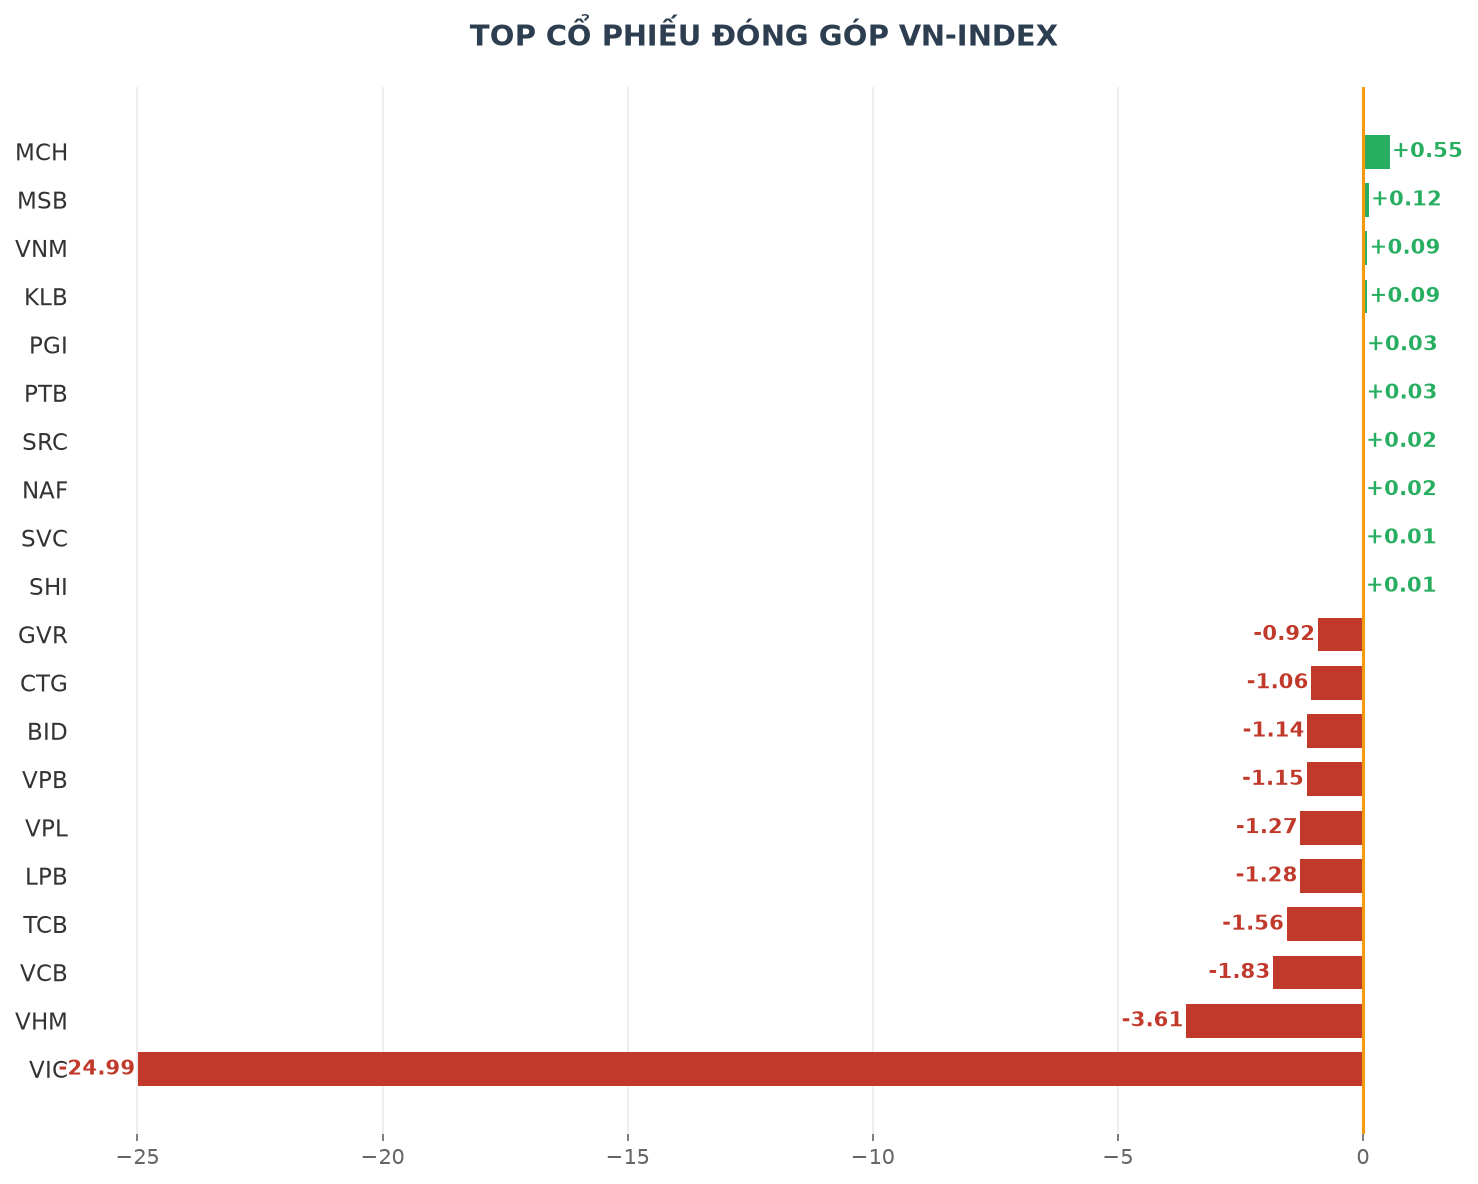 TOP CỔ PHIẾU ĐÓNG GÓP VN-INDEX
MCH +0.55
MSB +0.12
VNM +0.09
KLB +0.09
PGI +0.03
PTB +0.03
SRC +0.02
NAF +0.02
SVC +0.01
SHI +0.01
GVR -0.92
CTG -1.06
BID -1.14
VPB -1.15
VPL -1.27
LPB -1.28
TCB -1.56
VCB -1.83
VHM -3.61
VIC -24.99
−25 −20 −15 −10 −5 0